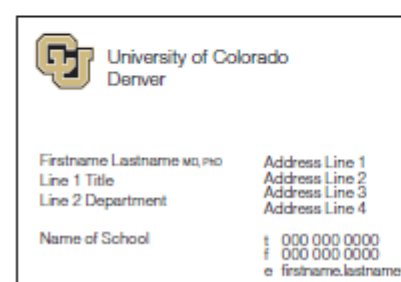 CU
University of Colorado
Denver
Firstname Lastname MD, PhD
Line 1 Title
Line 2 Department
Name of School
Address Line 1
Address Line 2
Address Line 3
Address Line 4
t 000 000 0000
f 000 000 0000
e firstname.lastname